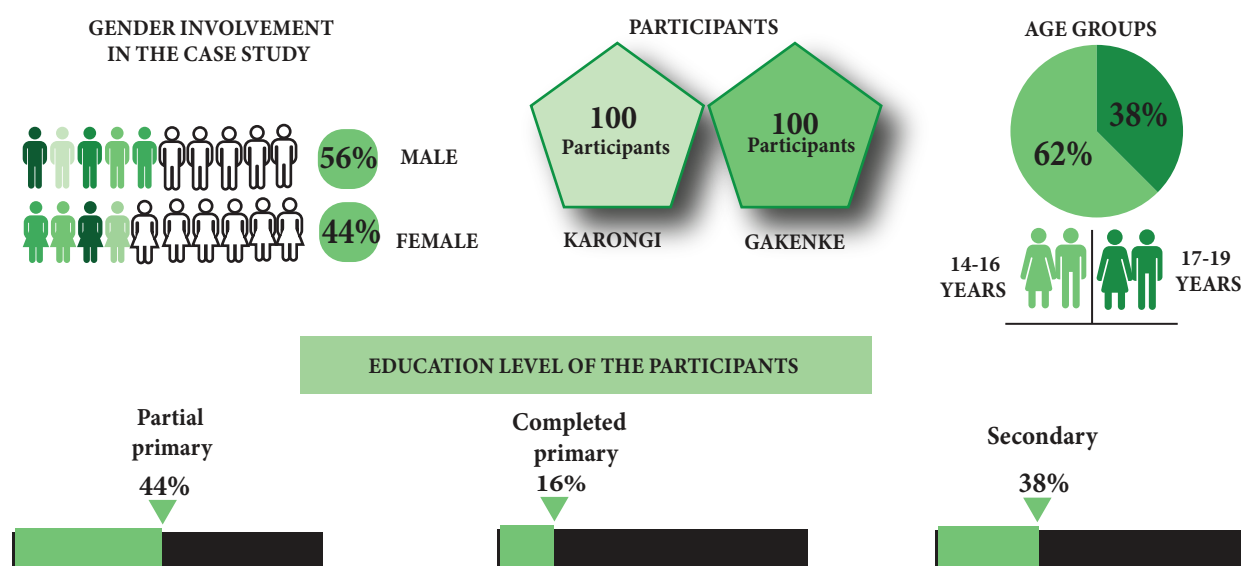 GENDER INVOLVEMENT
IN THE CASE STUDY
56%
MALE
44%
FEMALE
PARTICIPANTS
100
Participants
KARONGI
100
Participants
GAKENKE
AGE GROUPS
38%
62%
14-16
YEARS
17-19
YEARS
EDUCATION LEVEL OF THE PARTICIPANTS
Partial
primary
44%
Completed
primary
16%
Secondary
38%